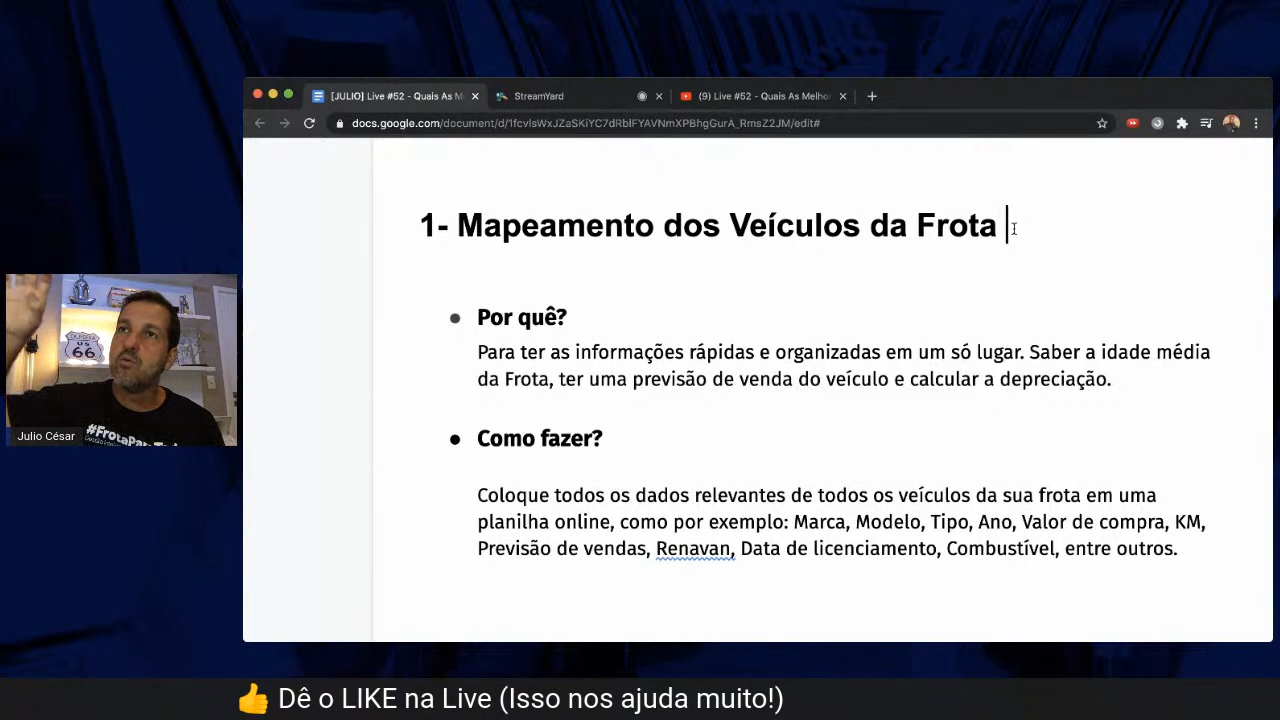 [JULIO] Live #52 - Quais As M
StreamYard
(9) Live #52 - Quais As Melho
docs.google.com/document/d/1fcvIsWxJZaSKiYC7dRblFYAVNmXPBhgGurA_RmsZ2JM/edit#
1- Mapeamento dos Veículos da Frota
Por quê?
Para ter as informações rápidas e organizadas em um só lugar. Saber a idade média
da Frota, ter uma previsão de venda do veículo e calcular a depreciação.
Como fazer?
Coloque todos os dados relevantes de todos os veículos da sua frota em uma
planilha online, como por exemplo: Marca, Modelo, Tipo, Ano, Valor de compra, KM,
Previsão de vendas, Renavan, Data de licenciamento, Combustível, entre outros.
US
66
Julio César
👍 Dê o LIKE na Live (Isso nos ajuda muito!)